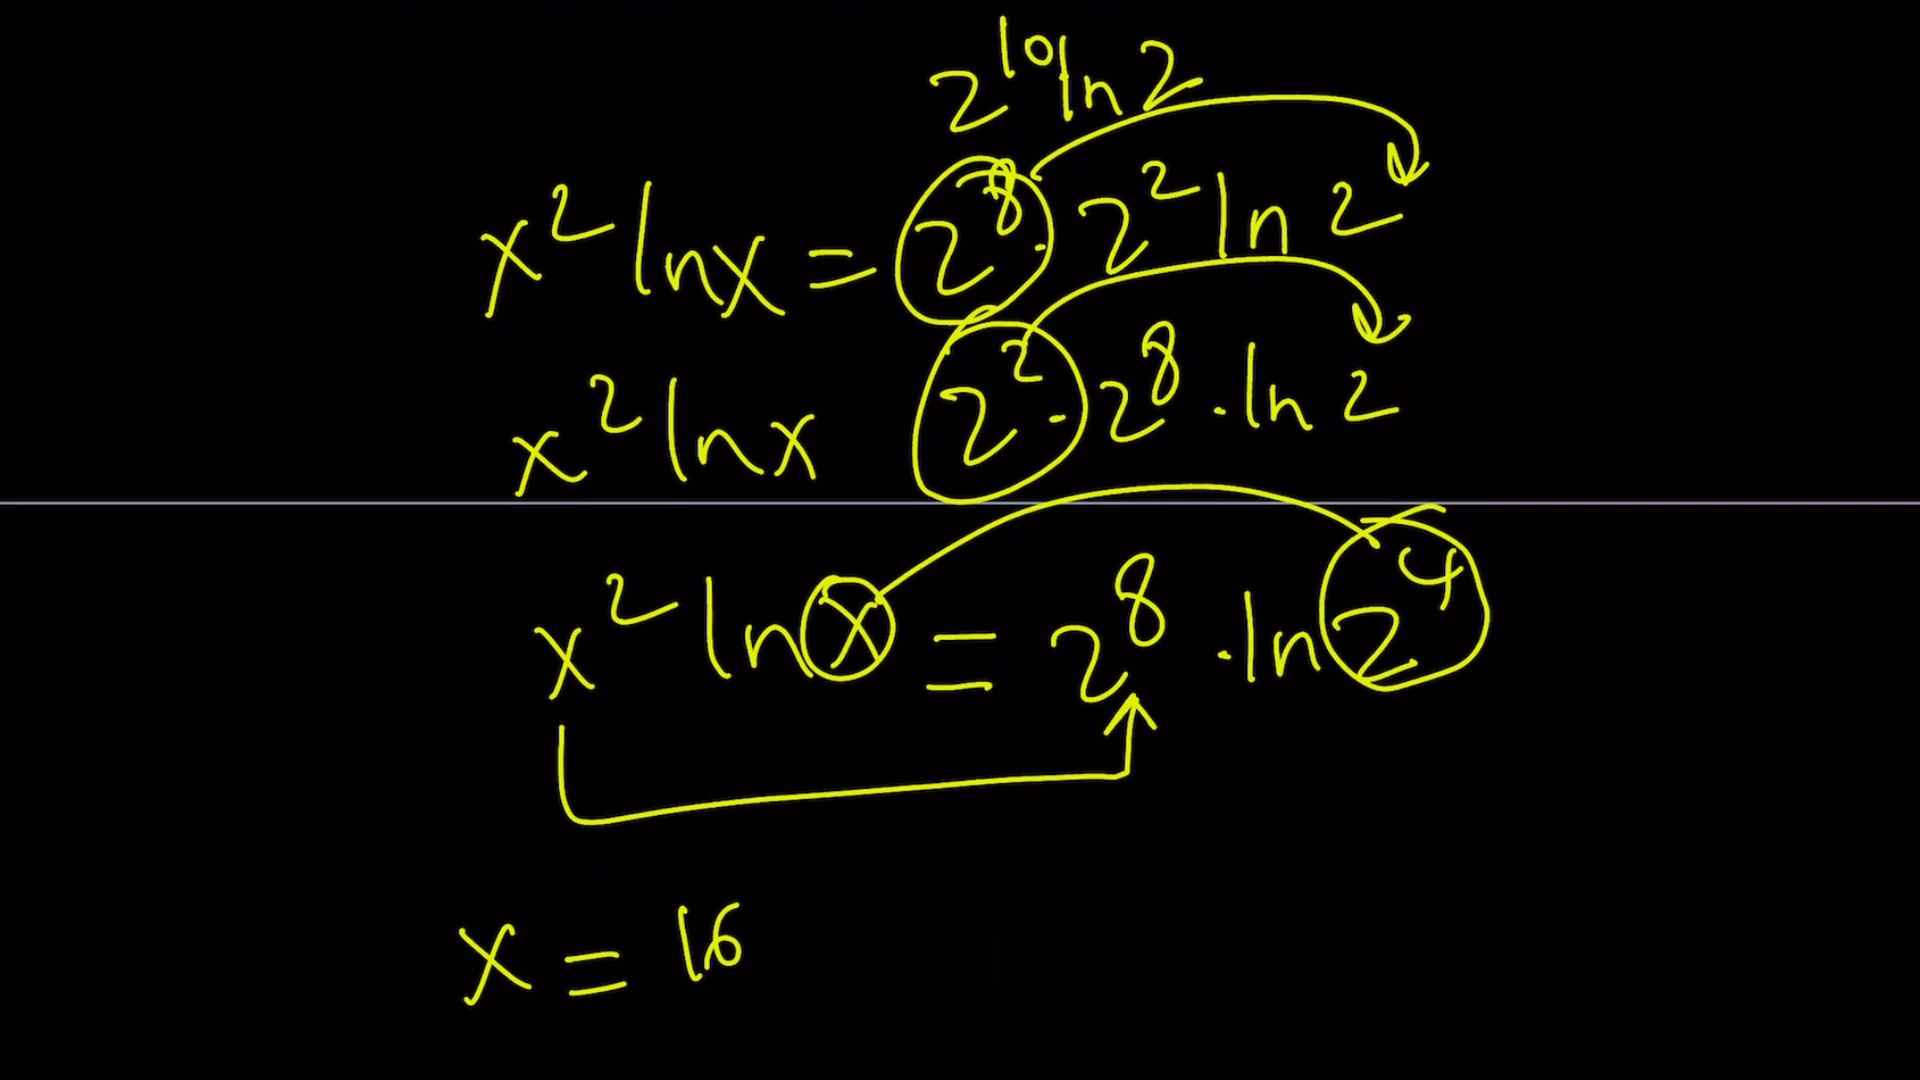 2^10 ln 2
x^2 ln x = 2^8 · 2^2 ln 2
x^2 ln x 2^2 · 2^8 · ln 2
x^2 ln x = 2^8 · ln 2^4
x = 16